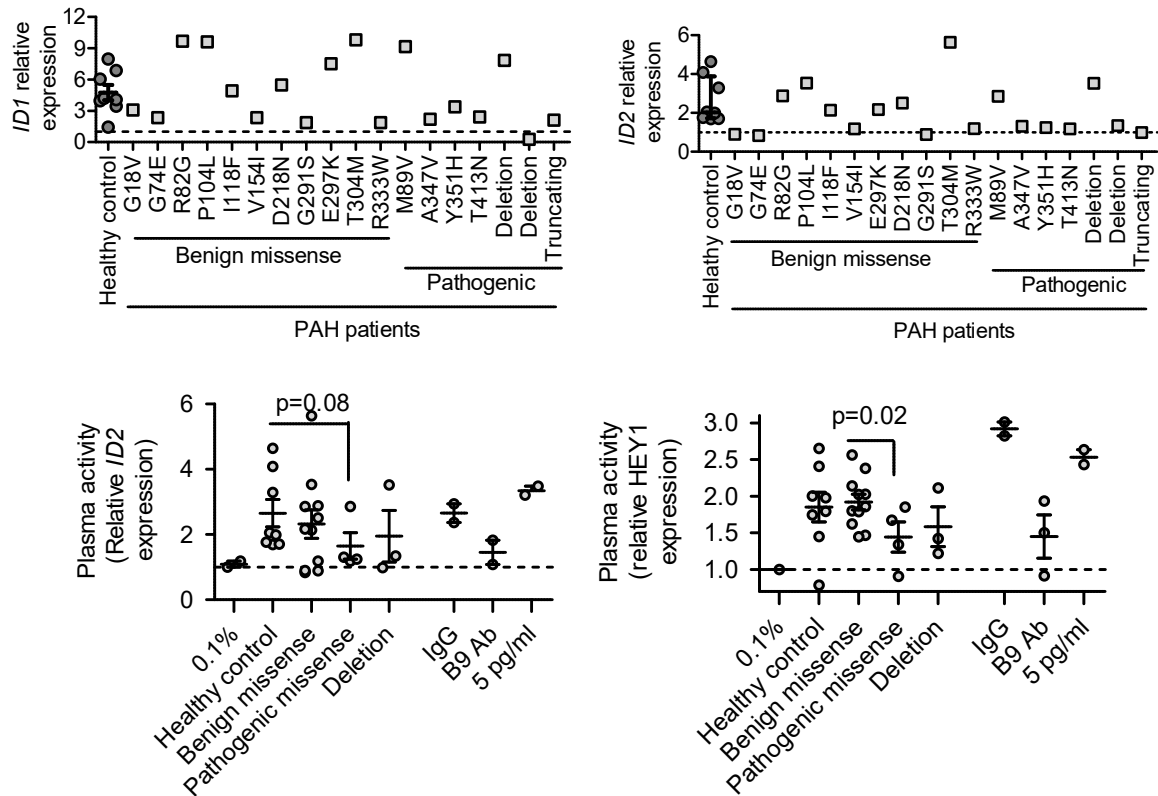 ID1 relative
expression
12
9
6
3
0
Healthy control
G18V
G74E
R82G
P104L
I118F
V154I
D218N
G291S
E297K
T304M
R333W
M89V
A347V
Y351H
T413N
Deletion
Deletion
Truncating
Benign missense
Pathogenic
PAH patients
ID2 relative
expression
6
4
2
0
Helathy control
G18V
G74E
R82G
P104L
I118F
V154I
E297K
D218N
G291S
T304M
R333W
M89V
A347V
Y351H
T413N
Deletion
Deletion
Truncating
Benign missense
Pathogenic
PAH patients
Plasma activity
(Relative ID2
expression)
6
4
2
0
p=0.08
0.1%
Healthy control
Benign missense
Pathogenic missense
Deletion
IgG
B9 Ab
5 pg/ml
Plasma activity
(relative HEY1
expression)
3.0
2.5
2.0
1.5
1.0
p=0.02
0.1%
Healthy control
Benign missense
Pathogenic missense
Deletion
IgG
B9 Ab
5 pg/ml